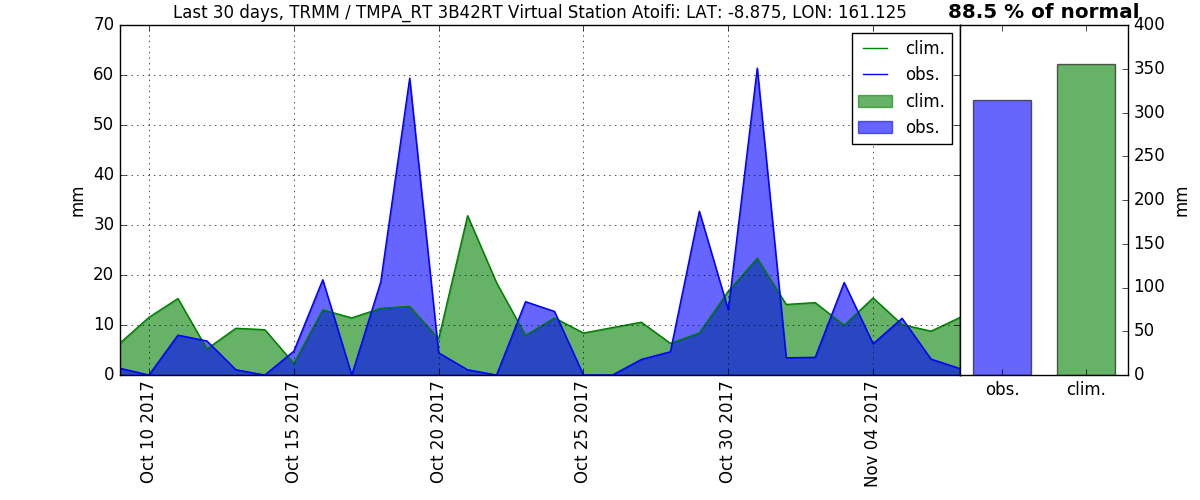 Last 30 days, TRMM / TMPA_RT 3B42RT Virtual Station Atoifi: LAT: -8.875, LON: 161.125
88.5 % of normal
70
60
50
40
30
20
10
0
mm
clim.
obs.
clim.
obs.
400
350
300
250
200
150
100
50
0
mm
obs.
clim.
Oct 10 2017
Oct 15 2017
Oct 20 2017
Oct 25 2017
Oct 30 2017
Nov 04 2017